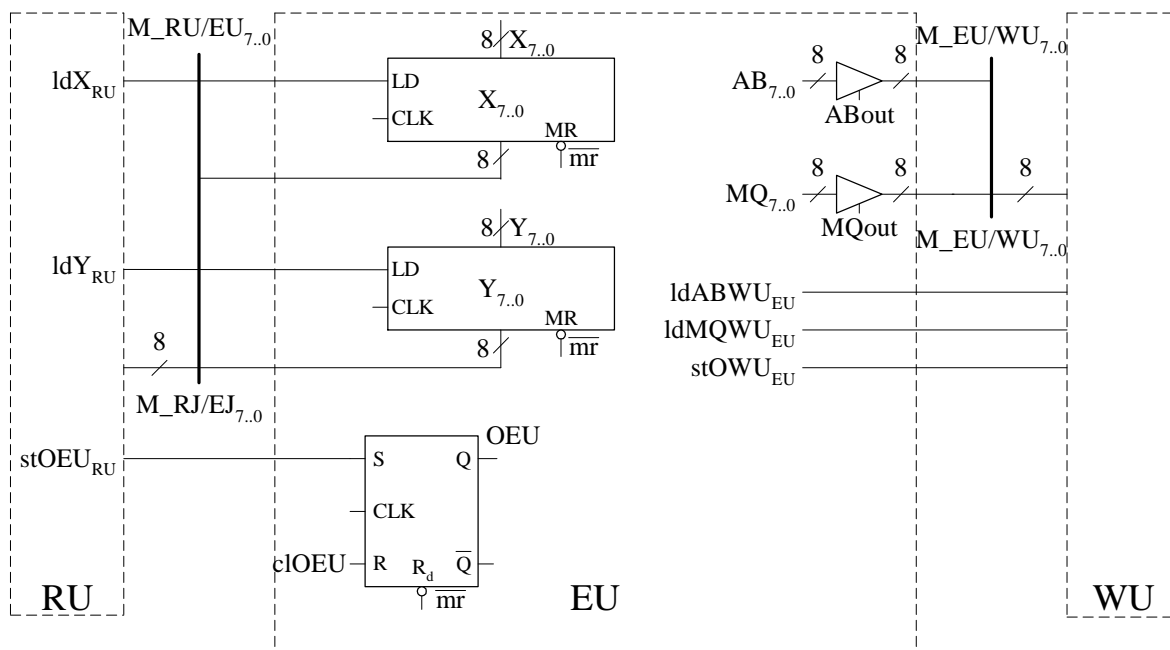 M_RU/EU7..0
8 X7..0
ldXRU
LD
X7..0
CLK
MR
mr
8
8 Y7..0
ldYRU
LD
Y7..0
CLK
MR
mr
8
8
M_RJ/EJ7..0
stOEURU
S
Q
OEU
CLK
clOEU
R
Rd
Q
mr
M_EU/WU7..0
AB7..0
8
8
ABout
MQ7..0
8
8
8
MQout
M_EU/WU7..0
ldABWUEU
ldMQWUEU
stOWUEU
RU
EU
WU